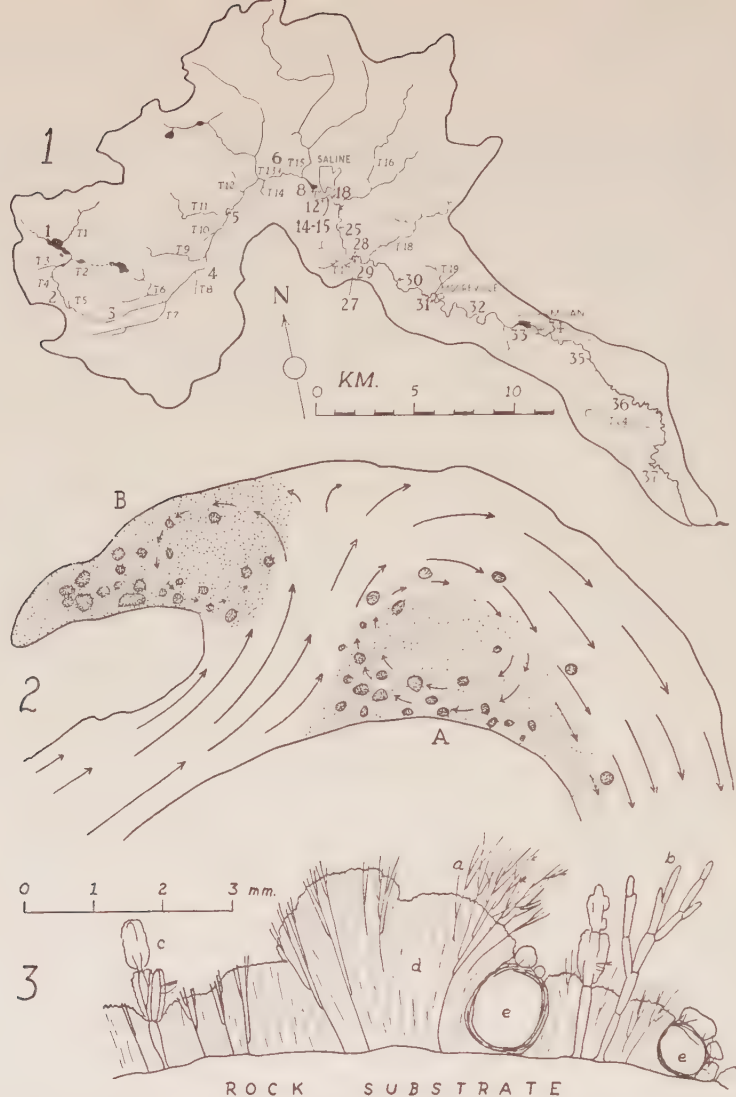 1
6
T15
SALINE
T16
T12
T13
T14
8
18
12
T11
5
14-15
25
T10
1
T1
28
T18
T3
T2
T9
4
29
T19
T4
2
T5
T6
T8
30
27
3
T7
31
32
33
34
35
N
KM.
0 5 10
36
37
B
2
A
0 1 2 3 mm.
a
b
c
d
3
e
e
ROCK SUBSTRATE